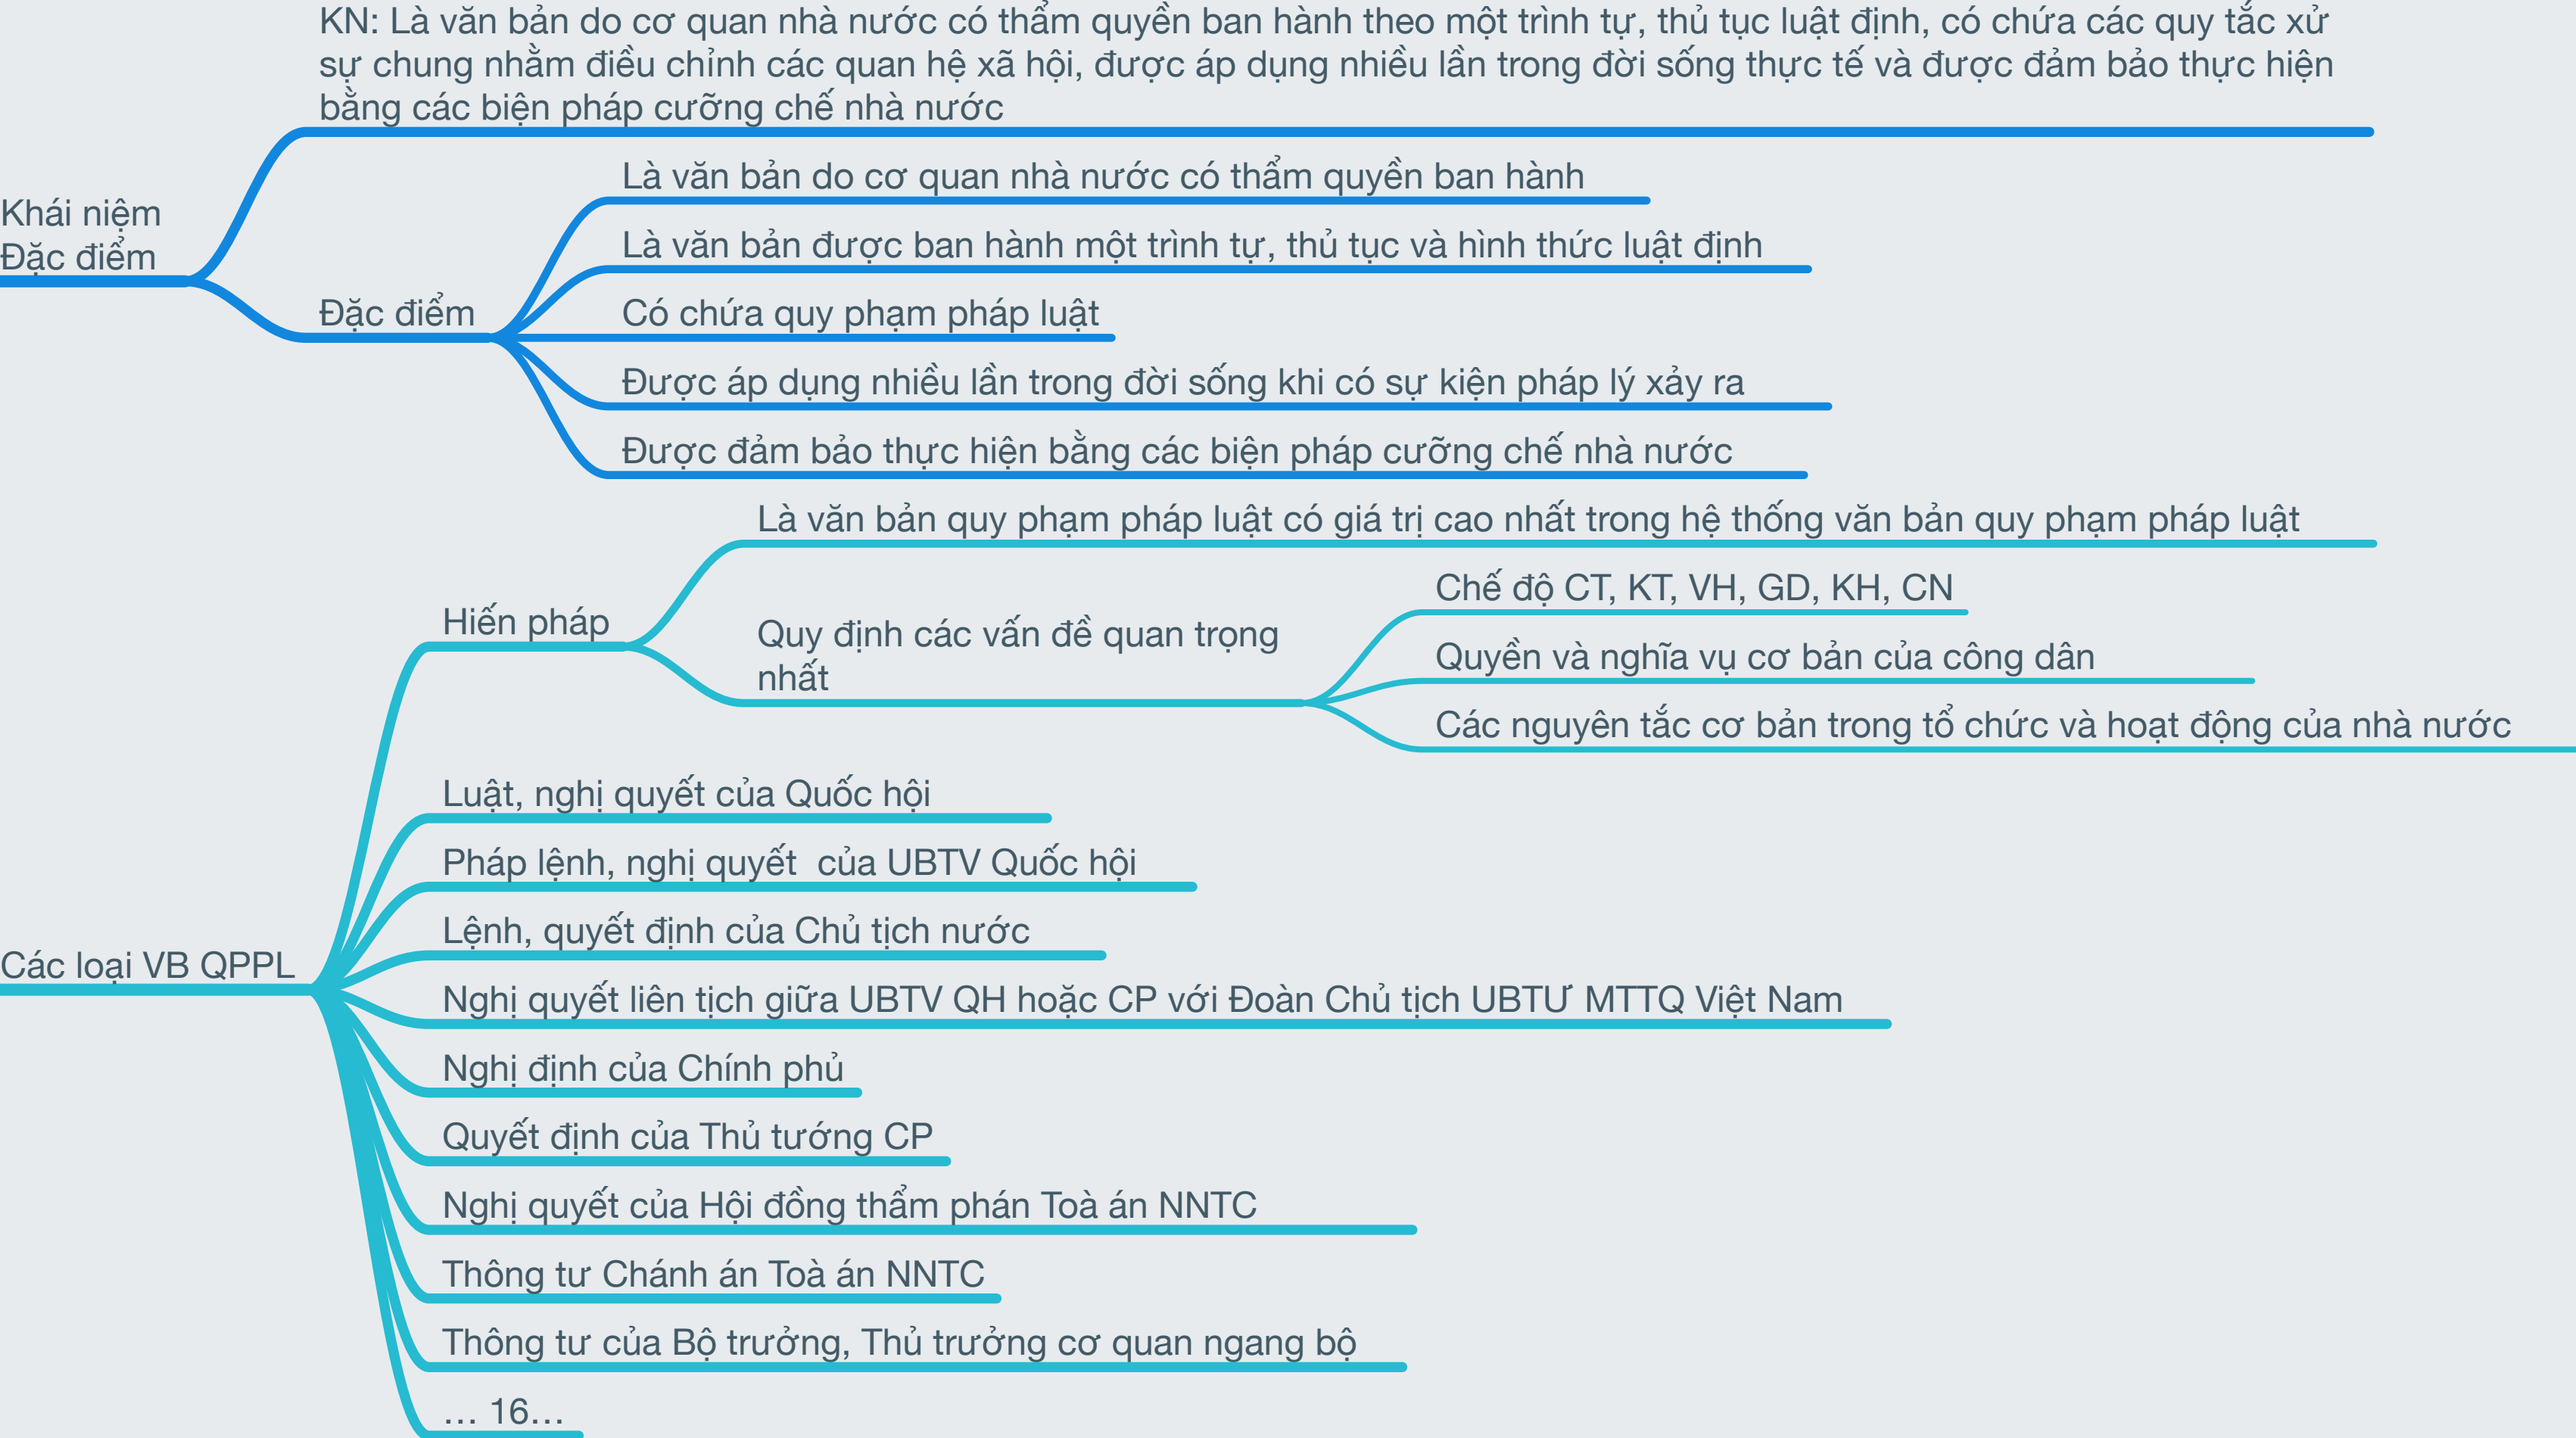 KN: Là văn bản do cơ quan nhà nước có thẩm quyền ban hành theo một trình tự, thủ tục luật định, có chứa các quy tắc xử
sự chung nhằm điều chỉnh các quan hệ xã hội, được áp dụng nhiều lần trong đời sống thực tế và được đảm bảo thực hiện
bằng các biện pháp cưỡng chế nhà nước
Khái niệm
Đặc điểm
Đặc điểm
Là văn bản do cơ quan nhà nước có thẩm quyền ban hành
Là văn bản được ban hành một trình tự, thủ tục và hình thức luật định
Có chứa quy phạm pháp luật
Được áp dụng nhiều lần trong đời sống khi có sự kiện pháp lý xảy ra
Được đảm bảo thực hiện bằng các biện pháp cưỡng chế nhà nước
Các loại VB QPPL
Hiến pháp
Là văn bản quy phạm pháp luật có giá trị cao nhất trong hệ thống văn bản quy phạm pháp luật
Quy định các vấn đề quan trọng
nhất
Chế độ CT, KT, VH, GD, KH, CN
Quyền và nghĩa vụ cơ bản của công dân
Các nguyên tắc cơ bản trong tổ chức và hoạt động của nhà nước
Luật, nghị quyết của Quốc hội
Pháp lệnh, nghị quyết  của UBTV Quốc hội
Lệnh, quyết định của Chủ tịch nước
Nghị quyết liên tịch giữa UBTV QH hoặc CP với Đoàn Chủ tịch UBTƯ MTTQ Việt Nam
Nghị định của Chính phủ
Quyết định của Thủ tướng CP
Nghị quyết của Hội đồng thẩm phán Toà án NNTC
Thông tư Chánh án Toà án NNTC
Thông tư của Bộ trưởng, Thủ trưởng cơ quan ngang bộ
… 16…